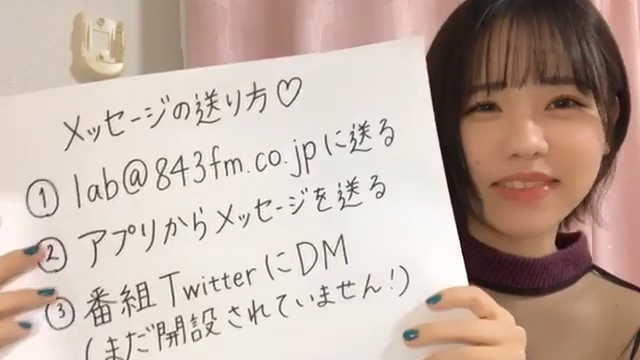 メッセージの送り方♡
① lab@843fm.co.jpに送る
② アプリからメッセージを送る
③ 番組TwitterにDM
(まだ開設されていません!)